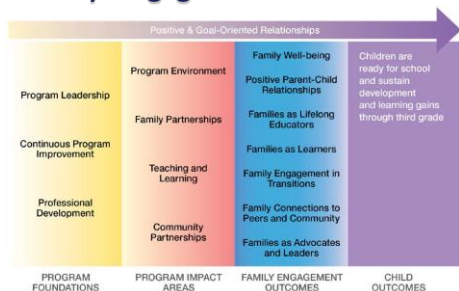 Positive & Goal-Oriented Relationships
Program Leadership
Continuous Program
Improvement
Professional
Development
Program Environment
Family Partnerships
Teaching and
Learning
Community
Partnerships
Family Well-being
Positive Parent-Child
Relationships
Families as Lifelong
Educators
Families as Learners
Family Engagement in
Transitions
Family Connections to
Peers and Community
Families as Advocates
and Leaders
Children are
ready for school
and sustain
development
and learning gains
through third grade
PROGRAM
FOUNDATIONS
PROGRAM IMPACT
AREAS
FAMILY ENGAGEMENT
OUTCOMES
CHILD
OUTCOMES